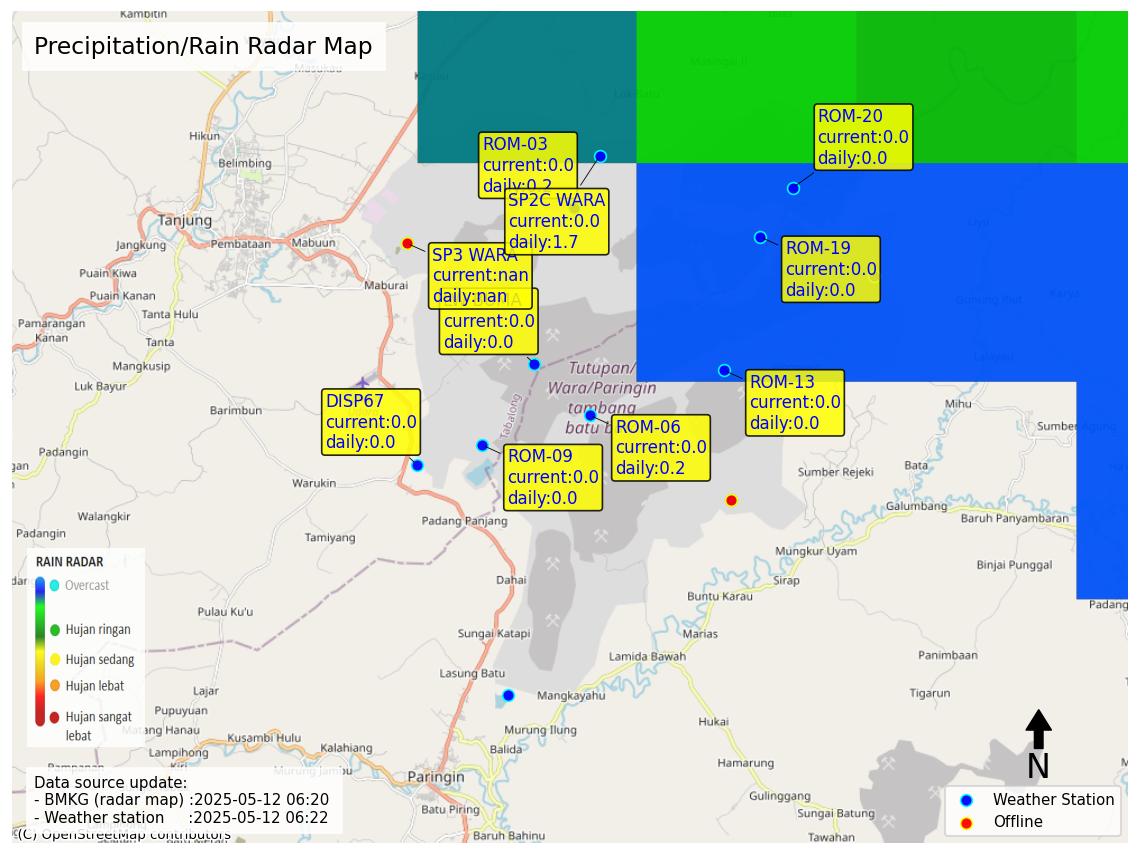 Precipitation/Rain Radar Map
Kambitin
Masukau
Kapuri
Masingai II
Lok Batu
Hikun
Belimbing
Tanjung
Jangkung
Pembataan
Mabuun
Puain Kiwa
Puain Kanan
Maburai
Tanta Hulu
Pamarangan
Kanan
Tanta
Mangkusip
Luk Bayur
Barimbun
Padangin
Warukin
Walangkir
Padangin
Tamiyang
Padang Panjang
Dahai
Pulau Ku'u
Sungai Katapi
Lasung Batu
Lajar
Pupuyuan
Matang Hanau
Lampihong
Kusambi Hulu
Kalahiang
Murung Jambu
Paringin
Batu Piring
Baruh Bahinu
Balida
Murung Ilung
Mangkayahu
Lamida Bawah
Marias
Buntu Karau
Sirap
Mungkur Uyam
Galumbang
Baruh Panyambaran
Binjai Punggal
Bata
Sumber Rejeki
Mihu
Sumber Agung
Liyu
Gunung Riut
Lalayau
Panimbaan
Tigarun
Hukai
Hamarung
Gulinggang
Sungai Batung
Tawahan
Padang
Tabalong
Tutupan/
Wara/Paringin
tambang
ROM-03
current:0.0
daily:0.2
SP2C WARA
current:0.0
daily:1.7
SP3 WARA
current:nan
daily:nan
current:0.0
daily:0.0
ROM-20
current:0.0
daily:0.0
ROM-19
current:0.0
daily:0.0
ROM-13
current:0.0
daily:0.0
ROM-06
current:0.0
daily:0.2
ROM-09
current:0.0
daily:0.0
DISP67
current:0.0
daily:0.0
RAIN RADAR
Overcast
Hujan ringan
Hujan sedang
Hujan lebat
Hujan sangat
lebat
Data source update:
- BMKG (radar map) :2025-05-12 06:20
- Weather station :2025-05-12 06:22
(C) OpenStreetMap contributors
N
Weather Station
Offline